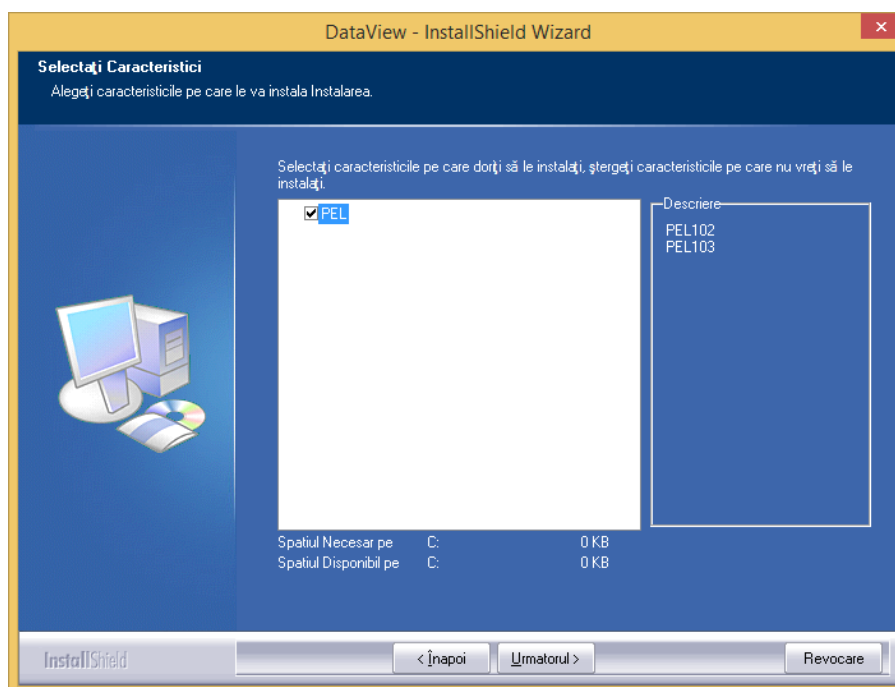 DataView - InstallShield Wizard
Selectaţi Caracteristici
Alegeţi caracteristicile pe care le va instala Instalarea.
Selectaţi caracteristicile pe care doriţi să le instalaţi, ştergeţi caracteristicile pe care nu vreţi să le
instalaţi.
PEL
Descriere
PEL102
PEL103
Spatiul Necesar pe C: 0 KB
Spatiul Disponibil pe C: 0 KB
InstallShield
< Înapoi
Urmatorul >
Revocare